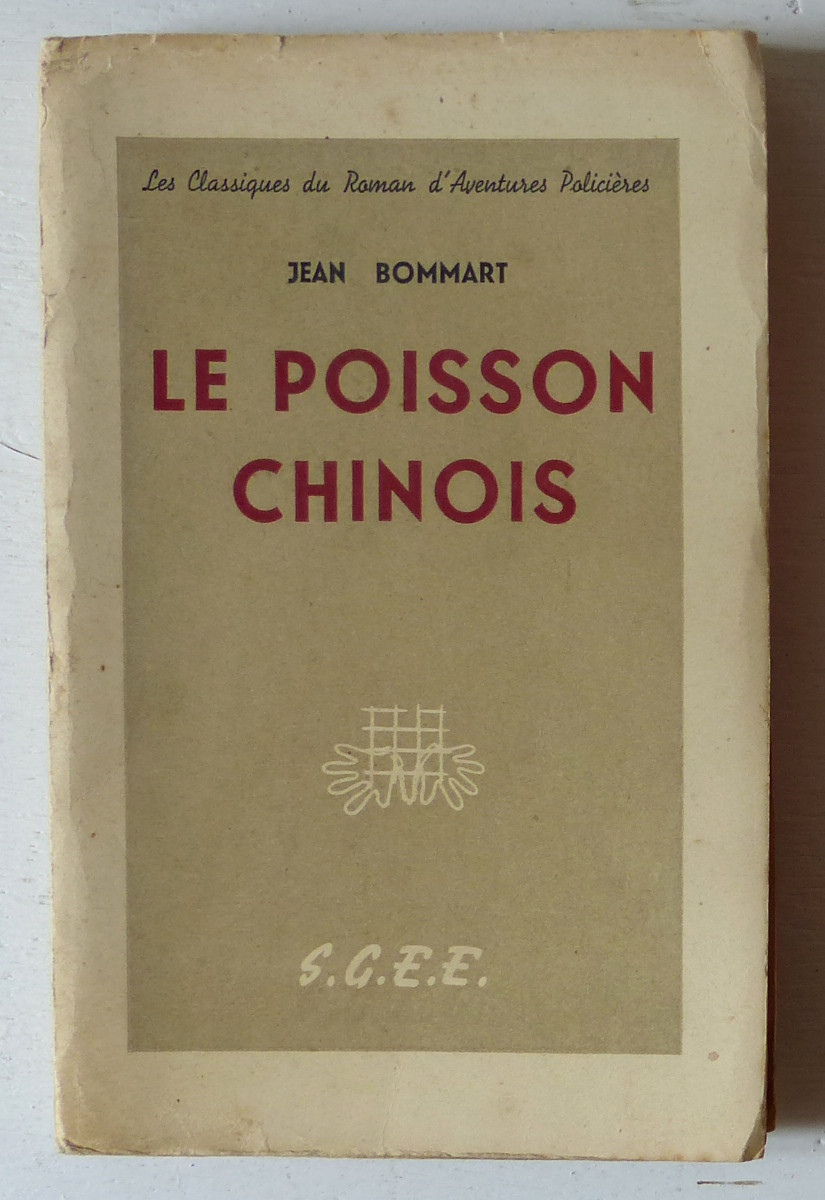 Les Classiques du Roman d'Aventures Policières
JEAN BOMMART
LE POISSON
CHINOIS
S.G.E.E.